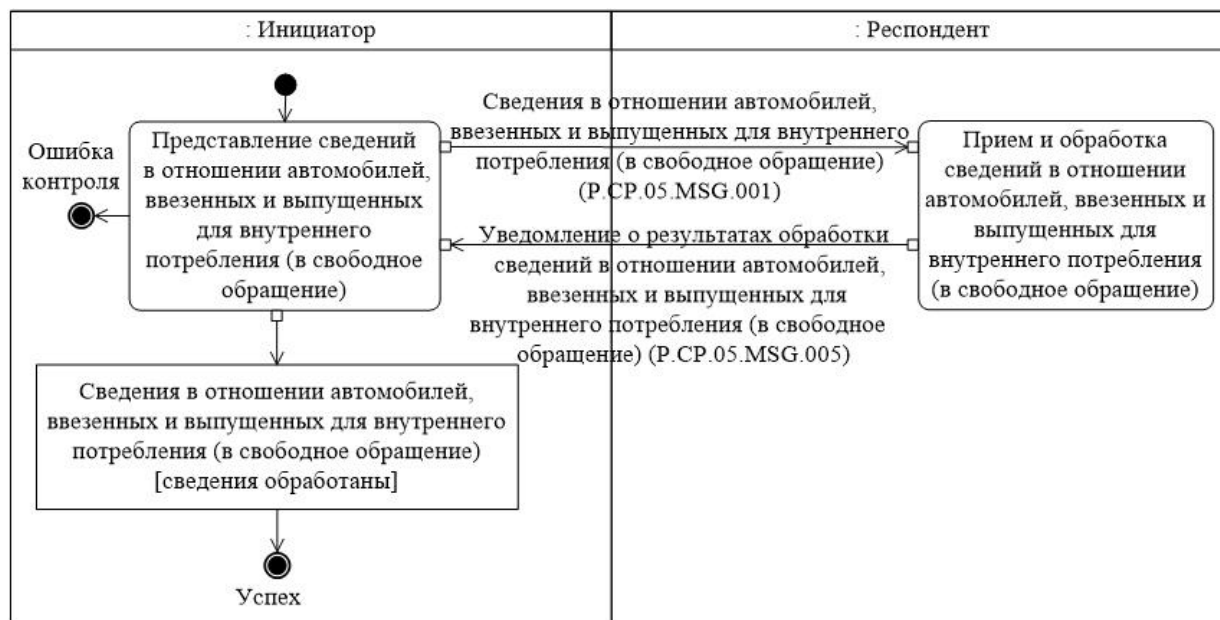 : Инициатор
: Респондент
Ошибка
контроля
Представление сведений
в отношении автомобилей,
ввезенных и выпущенных
для внутреннего
потребления (в свободное
обращение)
Сведения в отношении автомобилей,
ввезенных и выпущенных для внутреннего
потребления (в свободное обращение)
(P.CP.05.MSG.001)
Уведомление о результатах обработки
сведений в отношении автомобилей,
ввезенных и выпущенных для
внутреннего потребления (в свободное
обращение) (P.CP.05.MSG.005)
Прием и обработка
сведений в отношении
автомобилей, ввезенных и
выпущенных для
внутреннего потребления
(в свободное обращение)
Сведения в отношении автомобилей,
ввезенных и выпущенных для внутреннего
потребления (в свободное обращение)
[сведения обработаны]
Успех